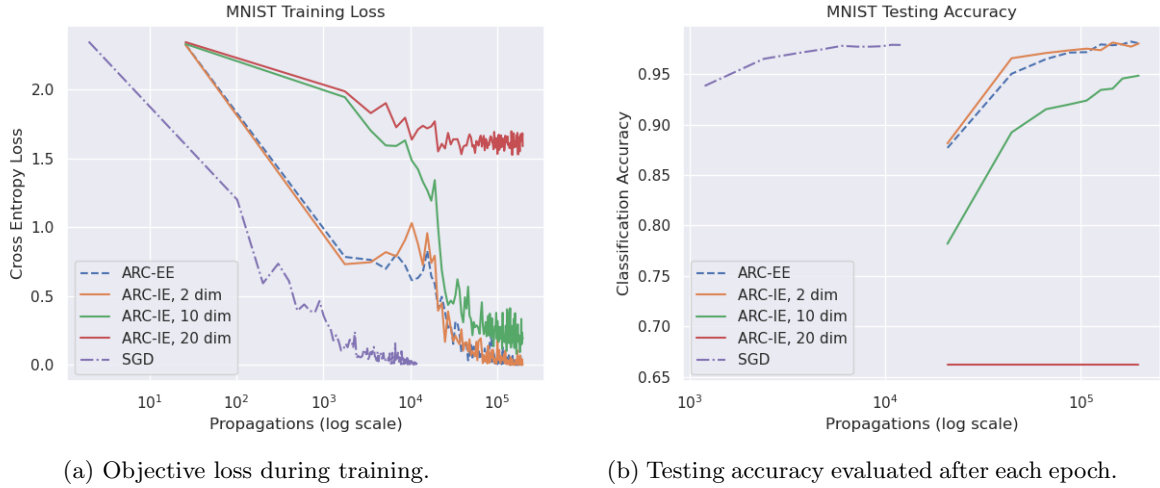 MNIST Training Loss
Cross Entropy Loss
2.0
1.5
1.0
0.5
0.0
ARC-EE
ARC-IE, 2 dim
ARC-IE, 10 dim
ARC-IE, 20 dim
SGD
10¹ 10² 10³ 10⁴ 10⁵
Propagations (log scale)
(a) Objective loss during training.
MNIST Testing Accuracy
Classification Accuracy
0.95
0.90
0.85
0.80
0.75
0.70
0.65
ARC-EE
ARC-IE, 2 dim
ARC-IE, 10 dim
ARC-IE, 20 dim
SGD
10³ 10⁴ 10⁵
Propagations (log scale)
(b) Testing accuracy evaluated after each epoch.